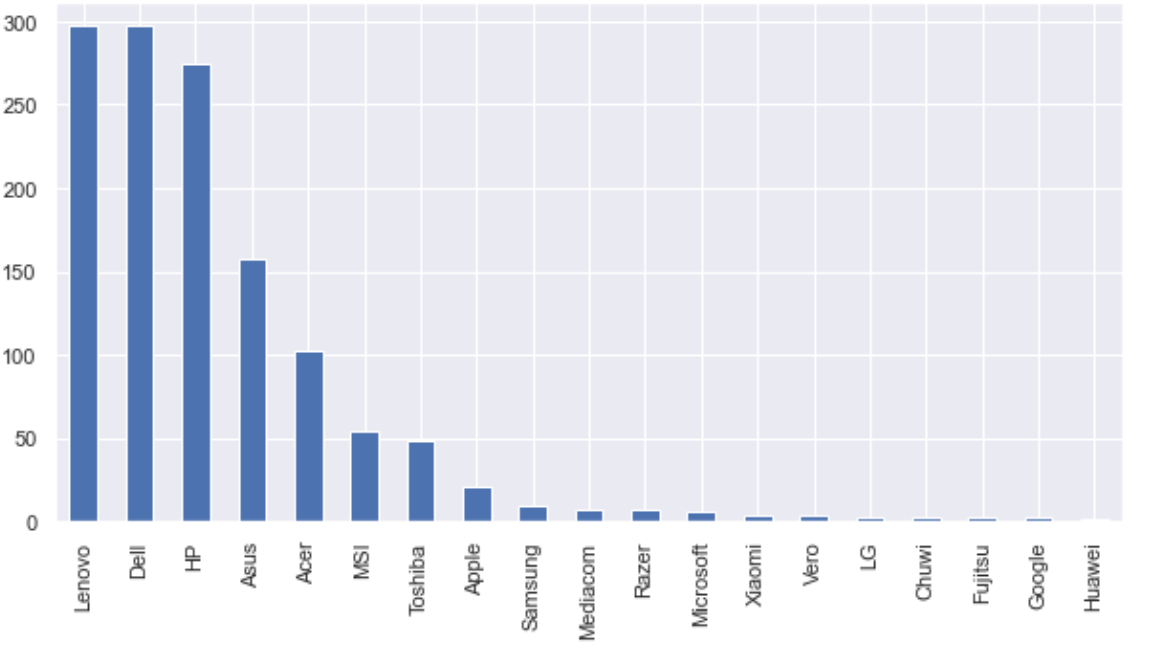 300
250
200
150
100
50
0
Lenovo
Dell
HP
Asus
Acer
MSI
Toshiba
Apple
Samsung
Mediacom
Razer
Microsoft
Xiaomi
Vero
LG
Chuwi
Fujitsu
Google
Huawei